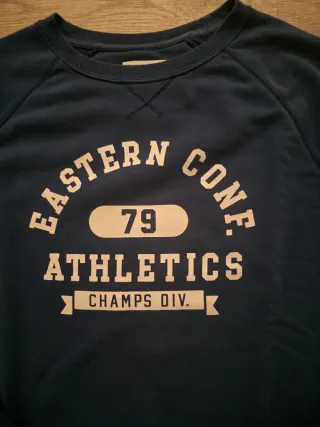 EASTERN CONF.
79
ATHLETICS
CHAMPS DIV.